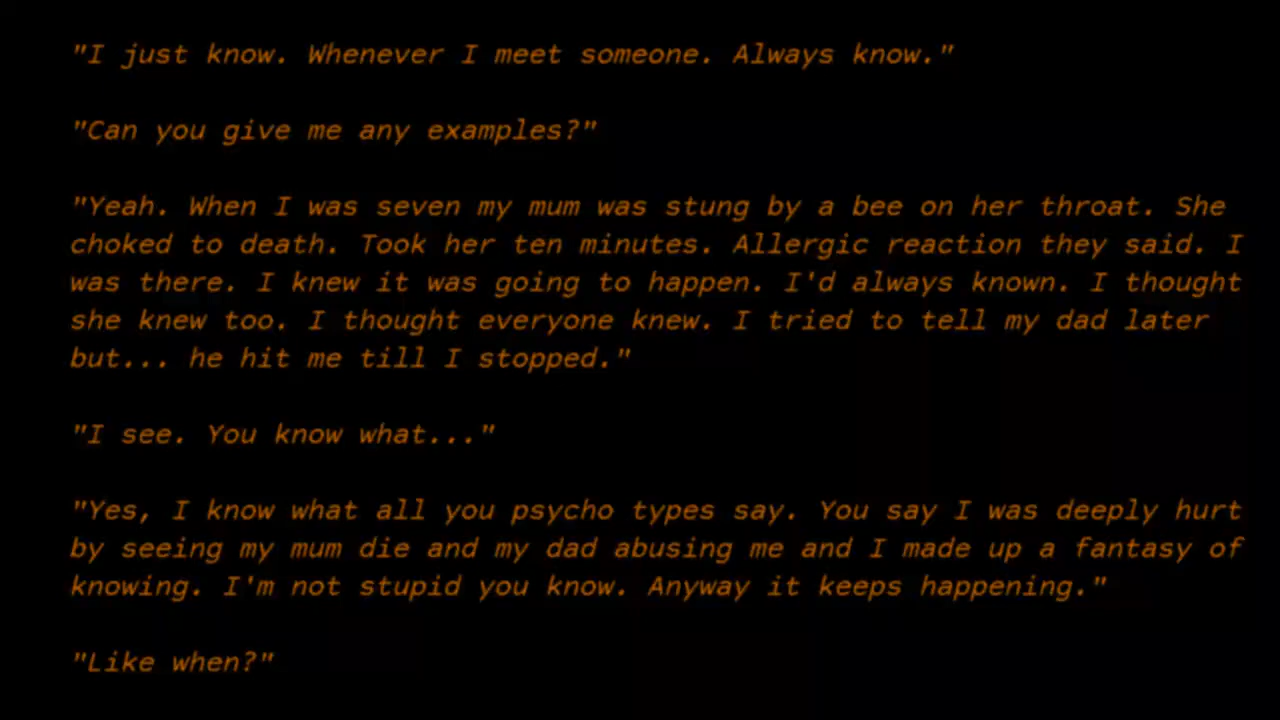 "I just know. Whenever I meet someone. Always know."
"Can you give me any examples?"
"Yeah. When I was seven my mum was stung by a bee on her throat. She
choked to death. Took her ten minutes. Allergic reaction they said. I
was there. I knew it was going to happen. I'd always known. I thought
she knew too. I thought everyone knew. I tried to tell my dad later
but... he hit me till I stopped."
"I see. You know what..."
"Yes, I know what all you psycho types say. You say I was deeply hurt
by seeing my mum die and my dad abusing me and I made up a fantasy of
knowing. I'm not stupid you know. Anyway it keeps happening."
"Like when?"